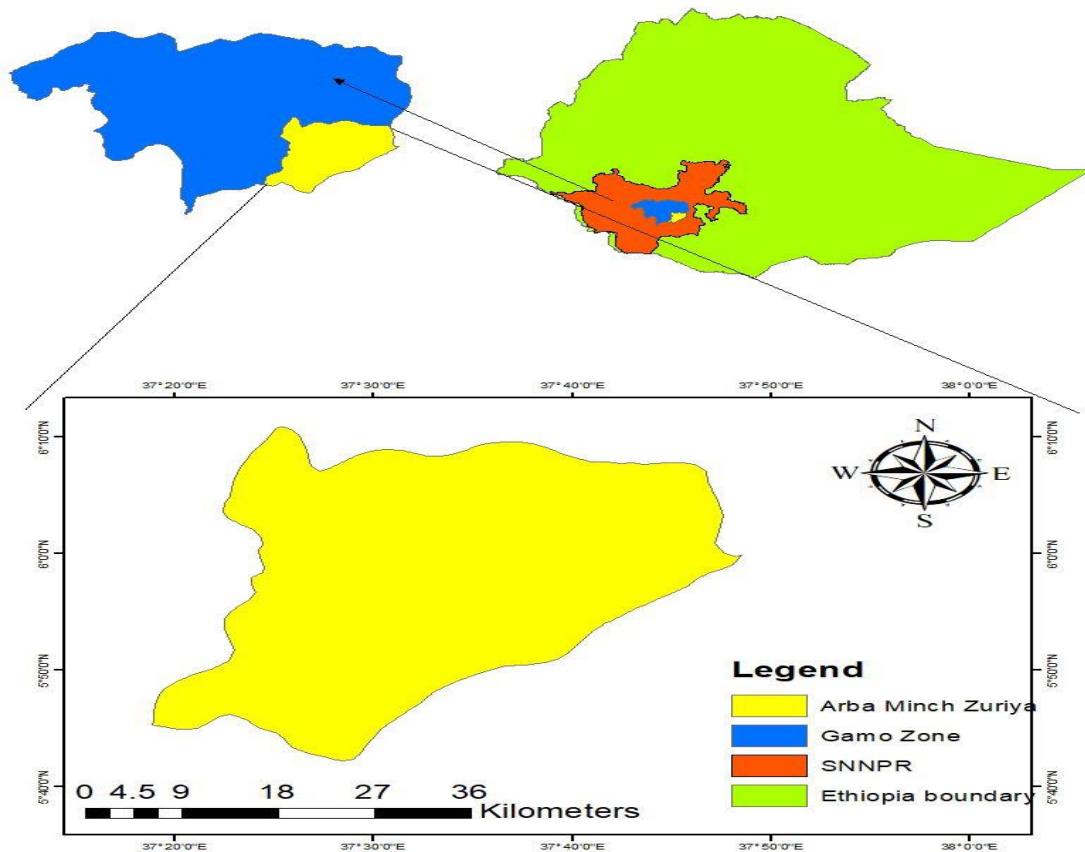 37°20'0"E 37°30'0"E 37°40'0"E 37°50'0"E 38°0'0"E
6°10'0"N 6°10'0"N
N
W E
S
6°0'0"N 6°0'0"N
5°50'0"N 5°50'0"N
Legend
Arba Minch Zuriya
Gamo Zone
SNNPR
Ethiopia boundary
5°40'0"N 5°40'0"N
0 4.5 9 18 27 36
Kilometers
37°20'0"E 37°30'0"E 37°40'0"E 37°50'0"E 38°0'0"E